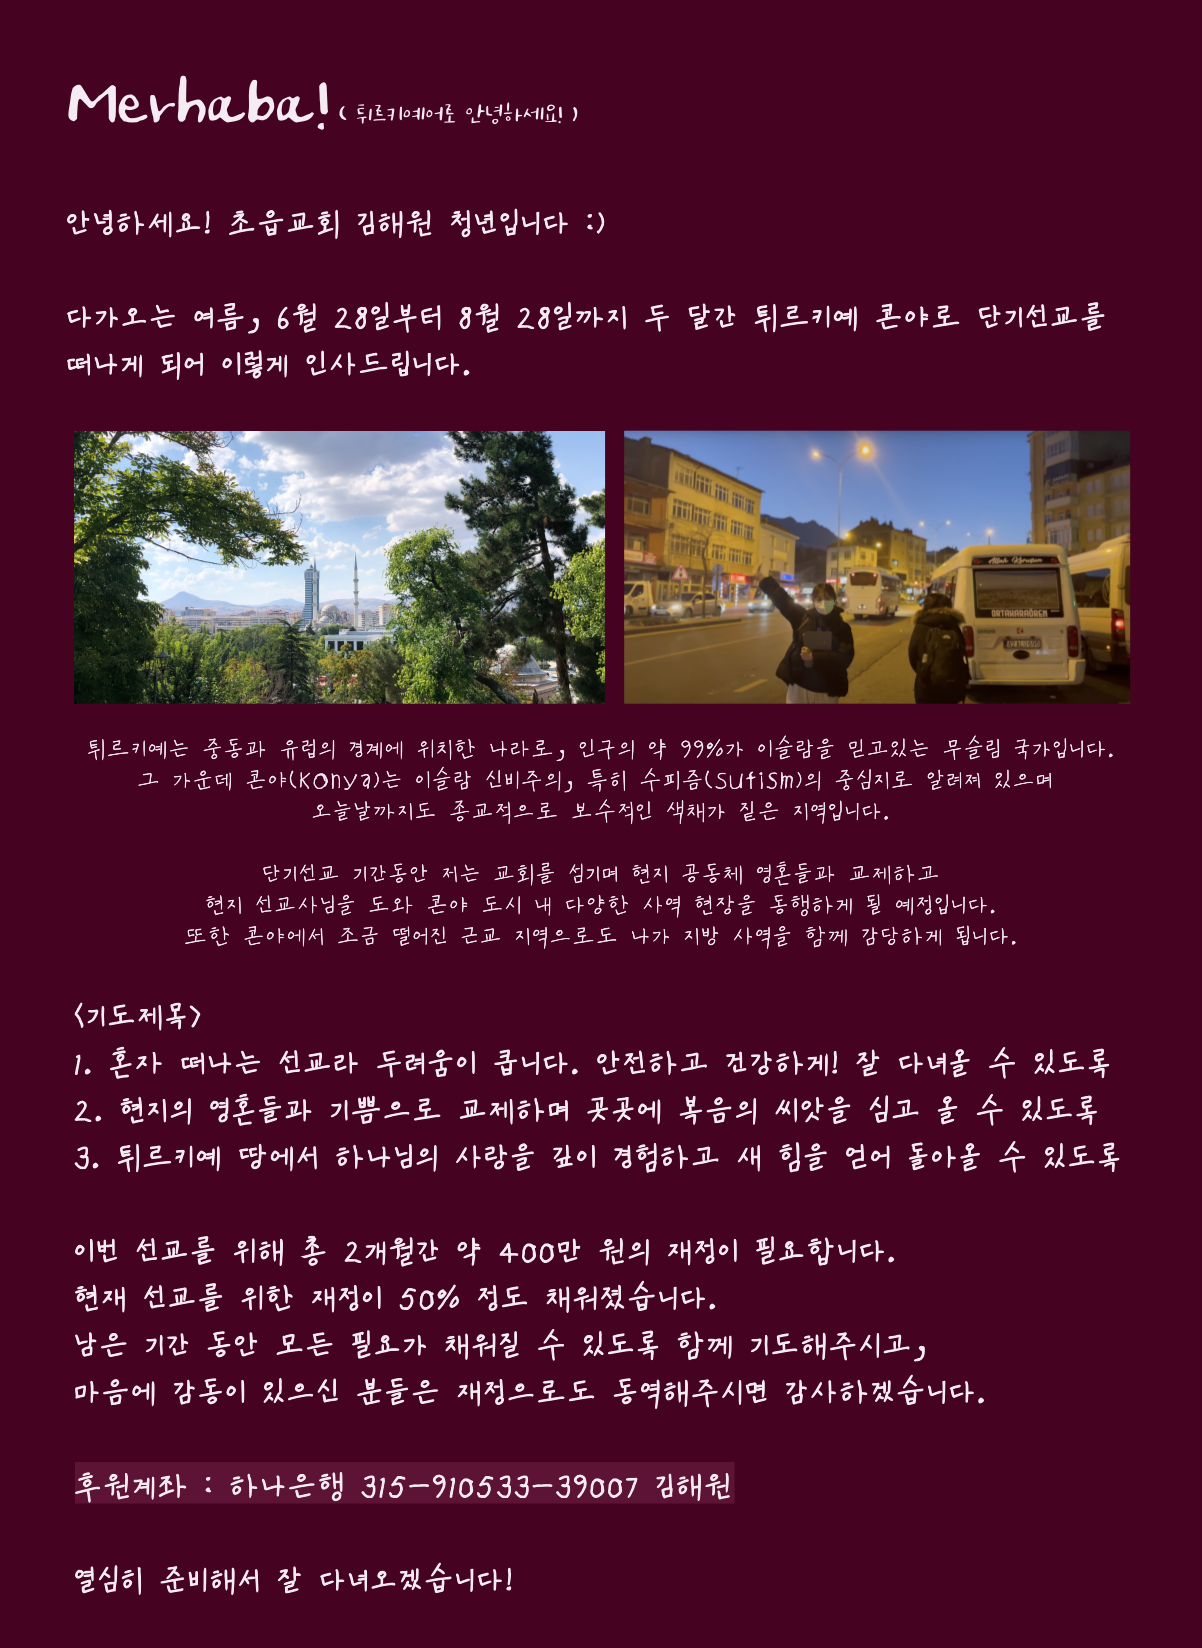 Merhaba! ( 튀르키예어로 안녕하세요! )
안녕하세요! 초읍교회 김해원 청년입니다 :)
다가오는 여름, 6월 28일부터 8월 28일까지 두 달간 튀르키예 콘야로 단기선교를
떠나게 되어 이렇게 인사드립니다.
ORTAKARAÖREN
튀르키예는 중동과 유럽의 경계에 위치한 나라로, 인구의 약 99%가 이슬람을 믿고있는 무슬림 국가입니다.
그 가운데 콘야(Konya)는 이슬람 신비주의, 특히 수피즘(Sufism)의 중심지로 알려져 있으며
오늘날까지도 종교적으로 보수적인 색채가 짙은 지역입니다.
단기선교 기간동안 저는 교회를 섬기며 현지 공동체 영혼들과 교제하고
현지 선교사님을 도와 콘야 도시 내 다양한 사역 현장을 동행하게 될 예정입니다.
또한 콘야에서 조금 떨어진 근교 지역으로도 나가 지방 사역을 함께 감당하게 됩니다.
<기도제목>
1. 혼자 떠나는 선교라 두려움이 큽니다. 안전하고 건강하게! 잘 다녀올 수 있도록
2. 현지의 영혼들과 기쁨으로 교제하며 곳곳에 복음의 씨앗을 심고 올 수 있도록
3. 튀르키예 땅에서 하나님의 사랑을 깊이 경험하고 새 힘을 얻어 돌아올 수 있도록
이번 선교를 위해 총 2개월간 약 400만 원의 재정이 필요합니다.
현재 선교를 위한 재정이 50% 정도 채워졌습니다.
남은 기간 동안 모든 필요가 채워질 수 있도록 함께 기도해주시고,
마음에 감동이 있으신 분들은 재정으로도 동역해주시면 감사하겠습니다.
후원계좌 : 하나은행 315-910533-39007 김해원
열심히 준비해서 잘 다녀오겠습니다!